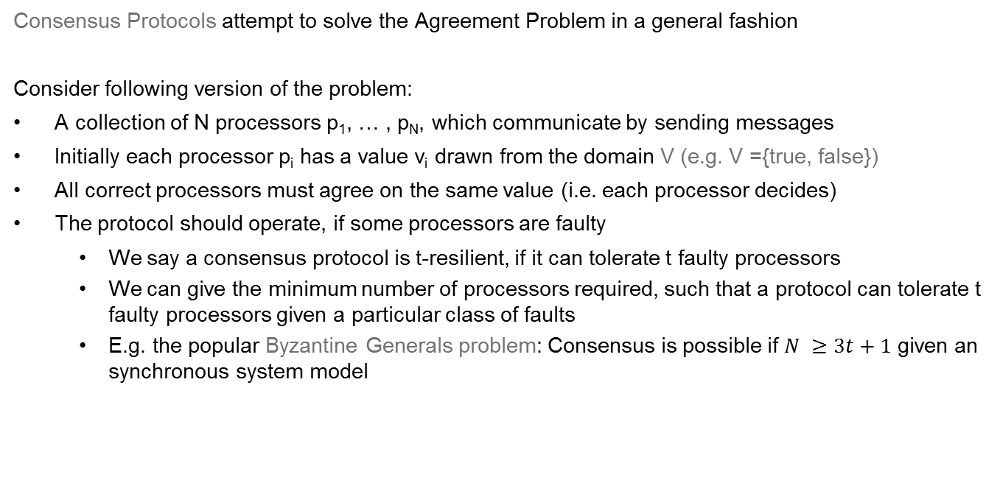 Consensus Protocols attempt to solve the Agreement Problem in a general fashion
Consider following version of the problem:
• A collection of N processors p₁, … , pN, which communicate by sending messages
• Initially each processor pᵢ has a value vᵢ drawn from the domain V (e.g. V ={true, false})
• All correct processors must agree on the same value (i.e. each processor decides)
• The protocol should operate, if some processors are faulty
• We say a consensus protocol is t-resilient, if it can tolerate t faulty processors
• We can give the minimum number of processors required, such that a protocol can tolerate t
faulty processors given a particular class of faults
• E.g. the popular Byzantine Generals problem: Consensus is possible if N ≥ 3t + 1 given an
synchronous system model